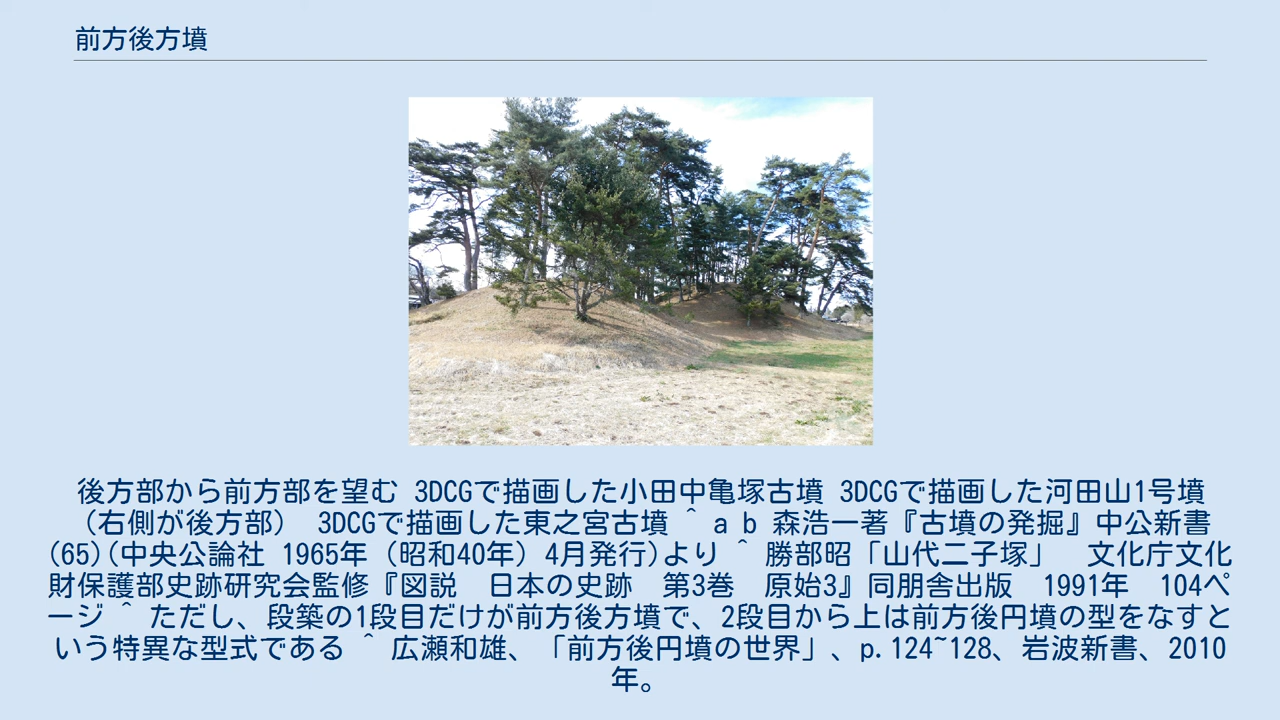 前方後方墳
後方部から前方部を望む 3DCGで描画した小田中亀塚古墳 3DCGで描画した河田山1号墳
（右側が後方部） 3DCGで描画した東之宮古墳 ^ a b 森浩一著『古墳の発掘』中公新書
(65)(中央公論社 1965年（昭和40年）4月発行)より ^ 勝部昭「山代二子塚」　文化庁文化
財保護部史跡研究会監修『図説　日本の史跡　第3巻　原始3』同朋舎出版　1991年　104ペ
ージ ^ ただし、段築の1段目だけが前方後方墳で、2段目から上は前方後円墳の型をなすと
いう特異な型式である ^ 広瀬和雄、「前方後円墳の世界」、p.124~128、岩波新書、2010
年。